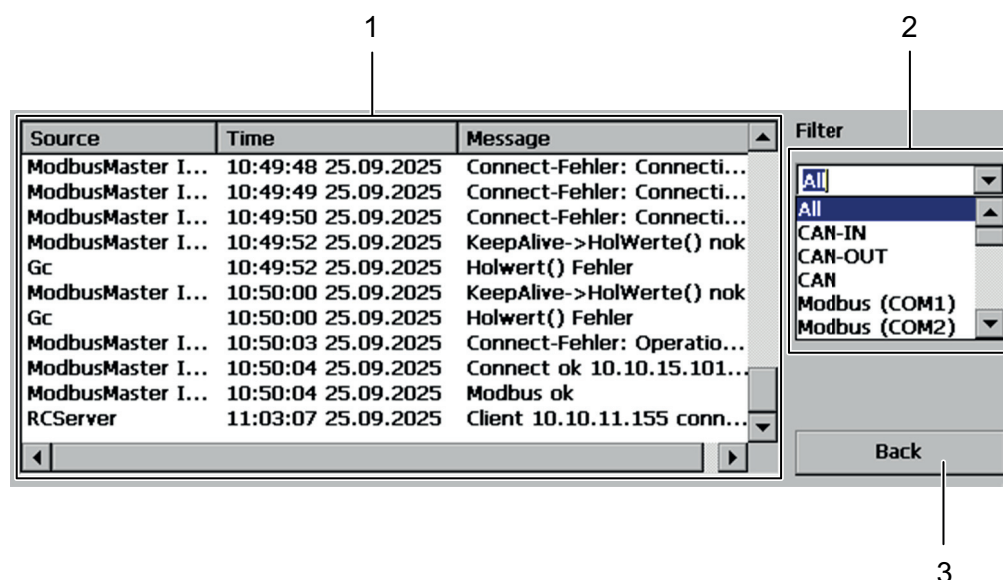 1
2
Source Time Message
ModbusMaster I... 10:49:48 25.09.2025 Connect-Fehler: Connecti...
ModbusMaster I... 10:49:49 25.09.2025 Connect-Fehler: Connecti...
ModbusMaster I... 10:49:50 25.09.2025 Connect-Fehler: Connecti...
ModbusMaster I... 10:49:52 25.09.2025 KeepAlive->HolWerte() nok
Gc 10:49:52 25.09.2025 Holwert() Fehler
ModbusMaster I... 10:50:00 25.09.2025 KeepAlive->HolWerte() nok
Gc 10:50:00 25.09.2025 Holwert() Fehler
ModbusMaster I... 10:50:03 25.09.2025 Connect-Fehler: Operatio...
ModbusMaster I... 10:50:04 25.09.2025 Connect ok 10.10.15.101...
ModbusMaster I... 10:50:04 25.09.2025 Modbus ok
RCServer 11:03:07 25.09.2025 Client 10.10.11.155 conn...
Filter
All
All
CAN-IN
CAN-OUT
CAN
Modbus (COM1)
Modbus (COM2)
Back
3